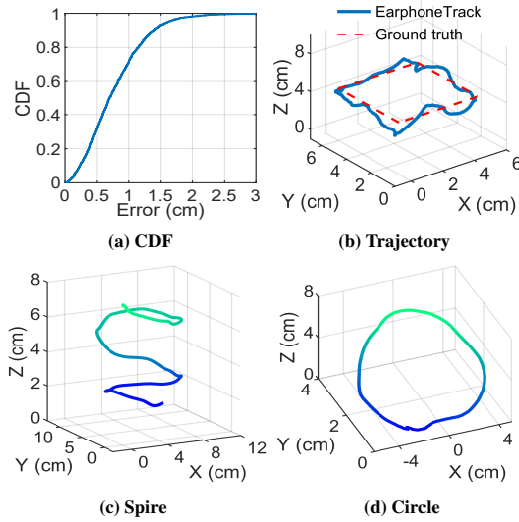 1
0.8
0.6
0.4
0.2
0
CDF
0 0.5 1 1.5 2 2.5 3
Error (cm)
(a) CDF
EarphoneTrack
Ground truth
8
4
0
Z (cm)
6
4
2
0
Y (cm)
0
2
4
6
X (cm)
(b) Trajectory
8
6
4
2
0
Z (cm)
10
5
0
Y (cm)
0
4
8
12
X (cm)
(c) Spire
8
4
0
Z (cm)
4
2
0
Y (cm)
-4
0
4
X (cm)
(d) Circle